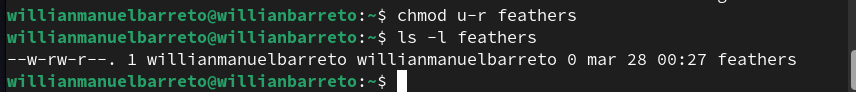 willianmanuelbarreto@willianbarreto:~$ chmod u-r feathers
willianmanuelbarreto@willianbarreto:~$ ls -l feathers
--w-rw-r--. 1 willianmanuelbarreto willianmanuelbarreto 0 mar 28 00:27 feathers
willianmanuelbarreto@willianbarreto:~$